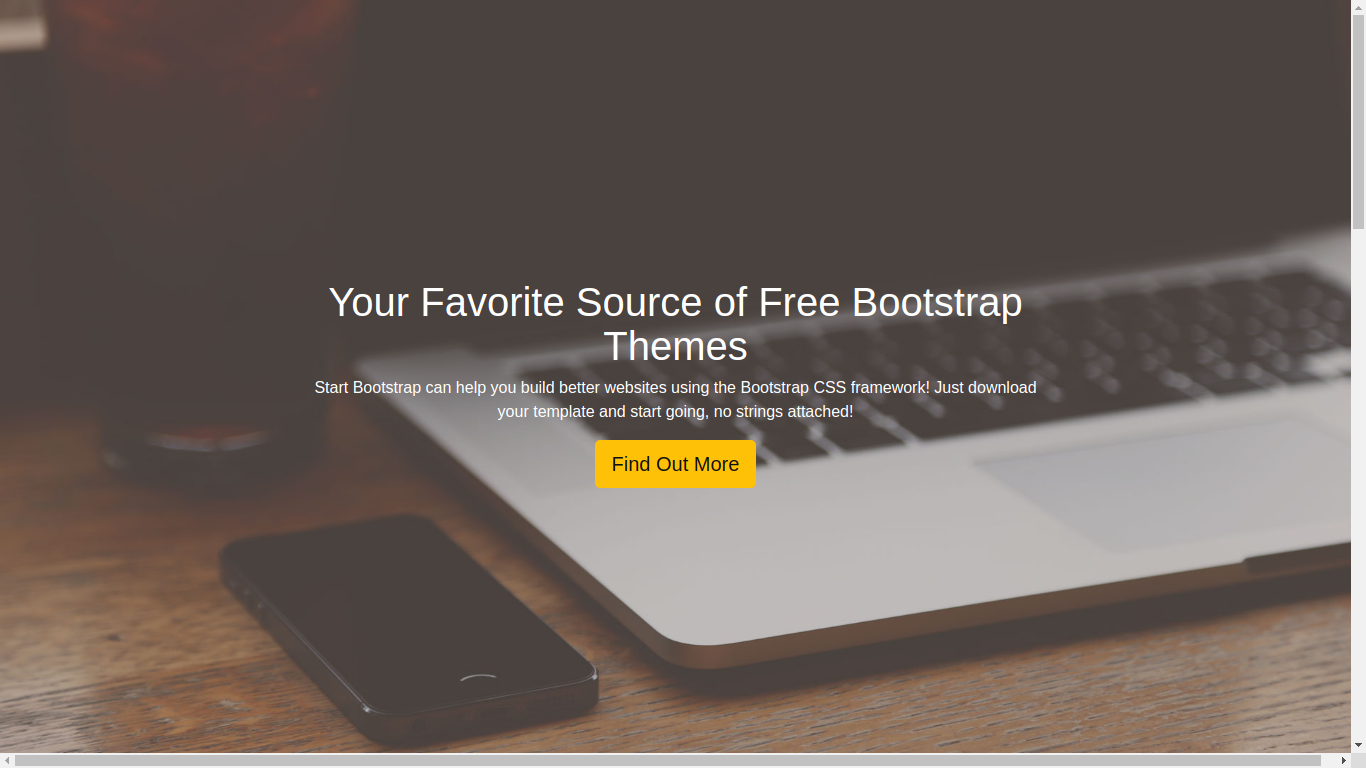 Your Favorite Source of Free Bootstrap
Themes
Start Bootstrap can help you build better websites using the Bootstrap CSS framework! Just download
your template and start going, no strings attached!
Find Out More